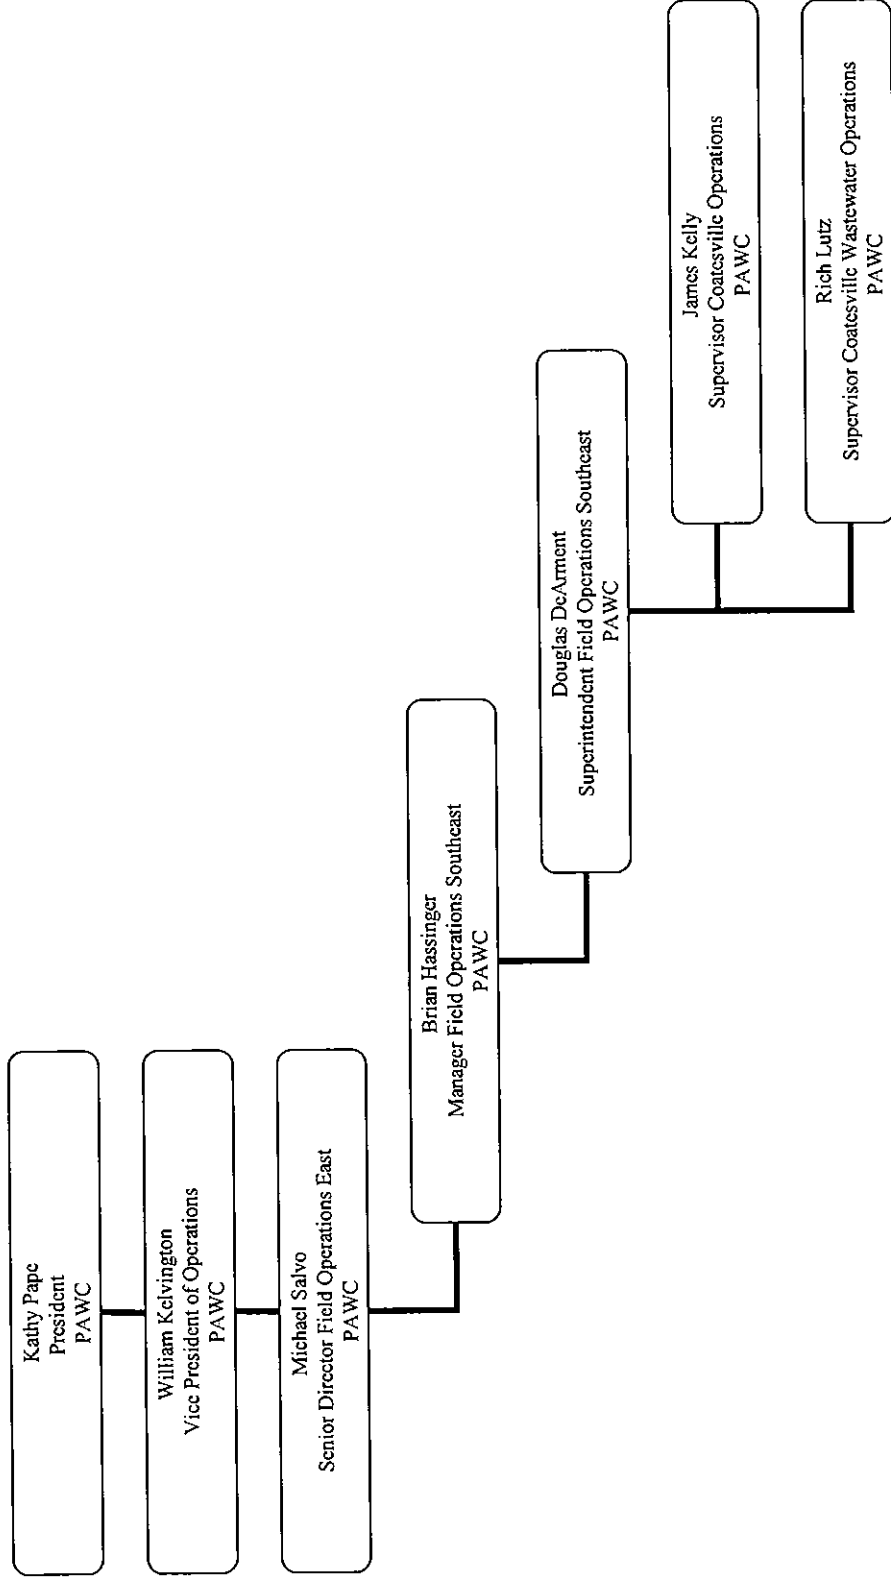 Kathy Pape
President
PAWC
William Kelvington
Vice President of Operations
PAWC
Michael Salvo
Senior Director Field Operations East
PAWC
Brian Hassinger
Manager Field Operations Southeast
PAWC
Douglas DeArment
Superintendent Field Operations Southeast
PAWC
James Kelly
Supervisor Coatesville Operations
PAWC
Rich Lutz
Supervisor Coatesville Wastewater Operations
PAWC